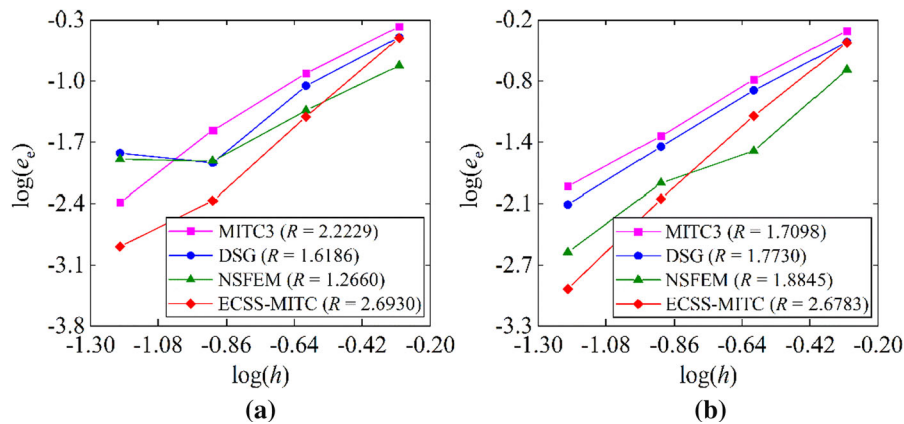 -0.3
-1.0
-1.7
-2.4
-3.1
-3.8
log(e_e)
MITC3 (R = 2.2229)
DSG (R = 1.6186)
NSFEM (R = 1.2660)
ECSS-MITC (R = 2.6930)
-1.30 -1.08 -0.86 -0.64 -0.42 -0.20
log(h)
(a)
-0.2
-0.8
-1.4
-2.1
-2.7
-3.3
log(e_e)
MITC3 (R = 1.7098)
DSG (R = 1.7730)
NSFEM (R = 1.8845)
ECSS-MITC (R = 2.6783)
-1.30 -1.08 -0.86 -0.64 -0.42 -0.20
log(h)
(b)